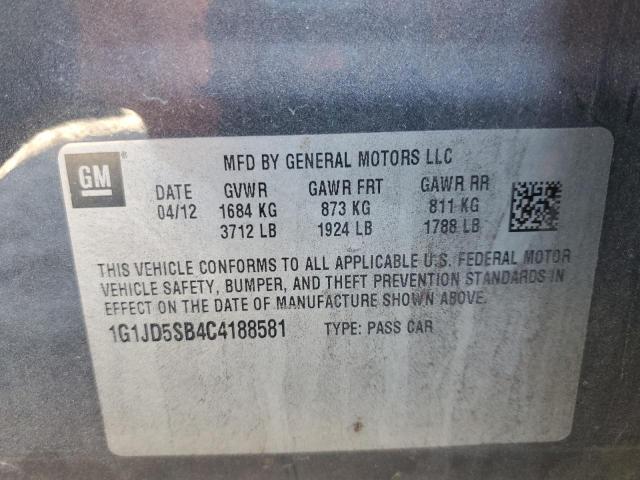 GM
MFD BY GENERAL MOTORS LLC
DATE GVWR GAWR FRT GAWR RR
04/12 1684 KG 873 KG 811 KG
3712 LB 1924 LB 1788 LB
THIS VEHICLE CONFORMS TO ALL APPLICABLE U.S. FEDERAL MOTOR
VEHICLE SAFETY, BUMPER, AND THEFT PREVENTION STANDARDS IN
EFFECT ON THE DATE OF MANUFACTURE SHOWN ABOVE.
1G1JD5SB4C4188581 TYPE: PASS CAR